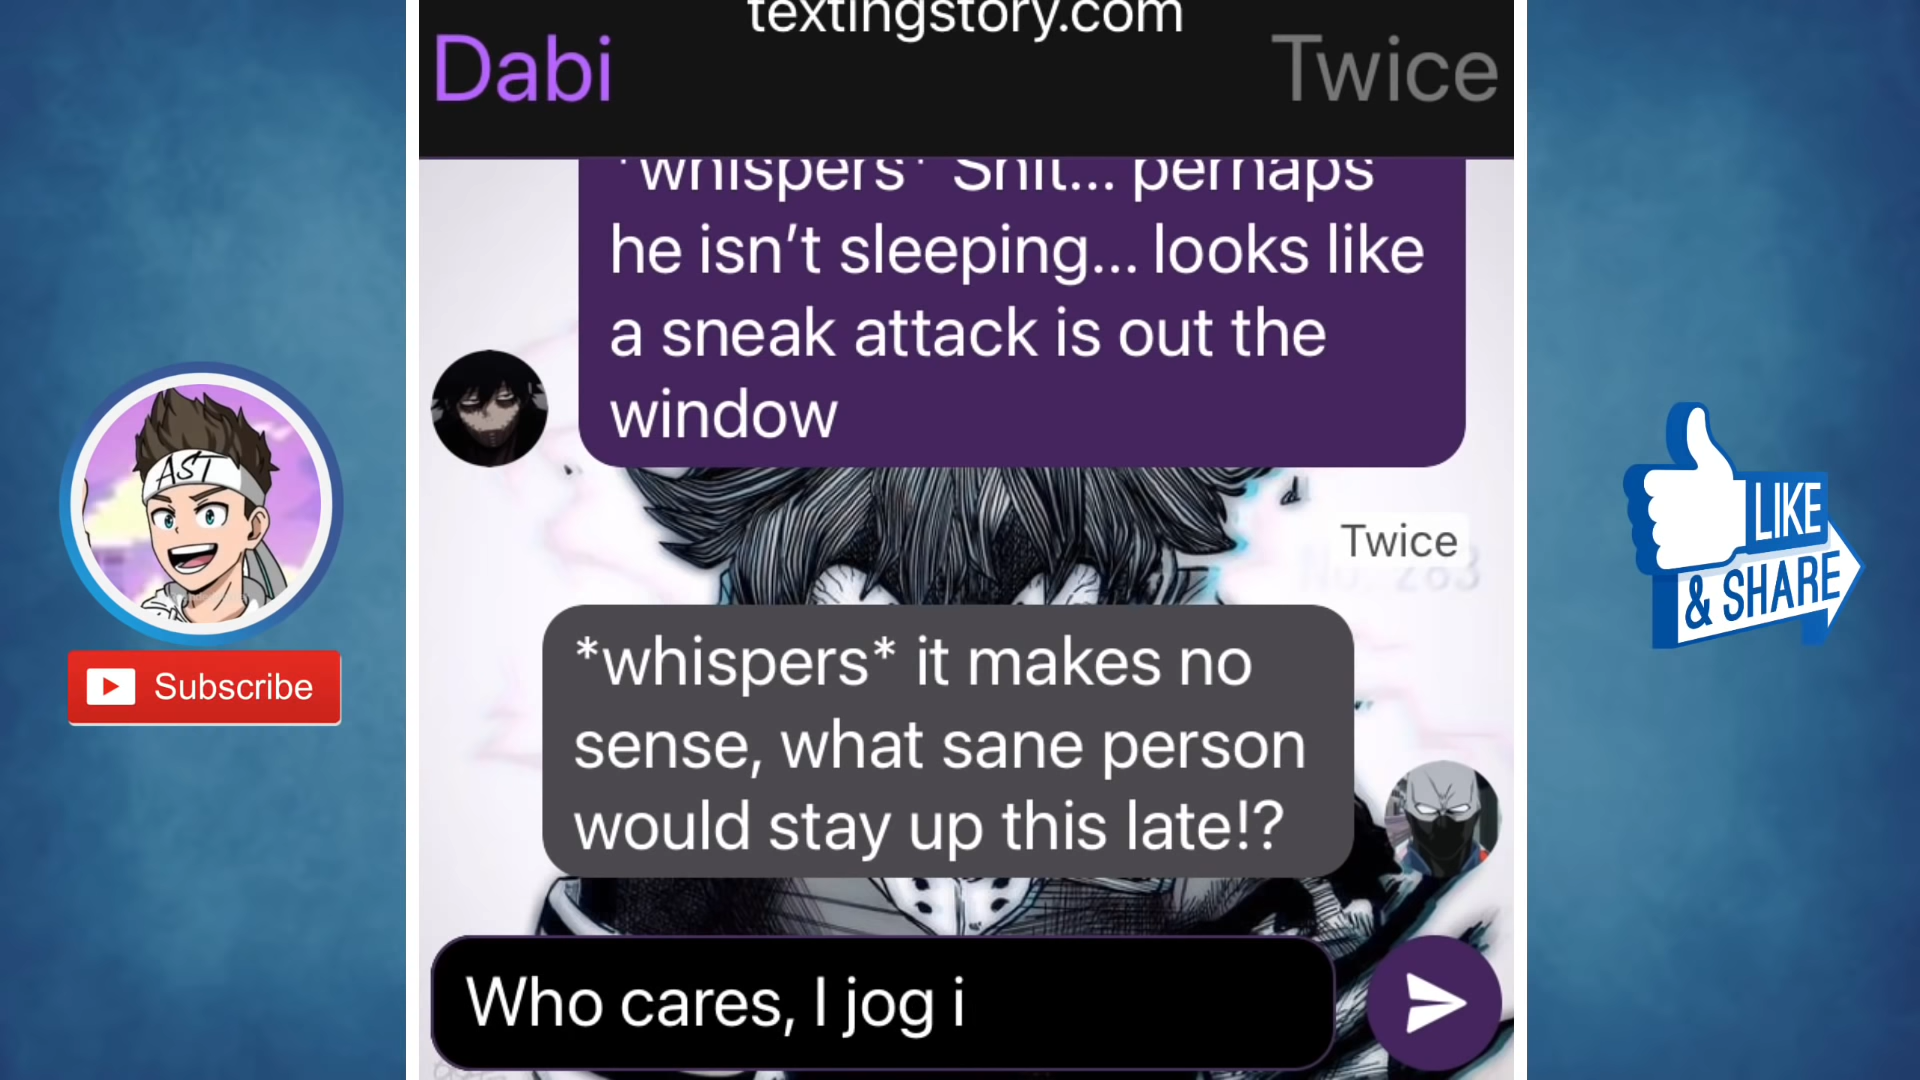 textingstory.com
Dabi
Twice
*whispers* Shit... perhaps
he isn't sleeping... looks like
a sneak attack is out the
window
Twice
*whispers* it makes no
sense, what sane person
would stay up this late!?
Who cares, I jog i
AST
Subscribe
LIKE
& SHARE